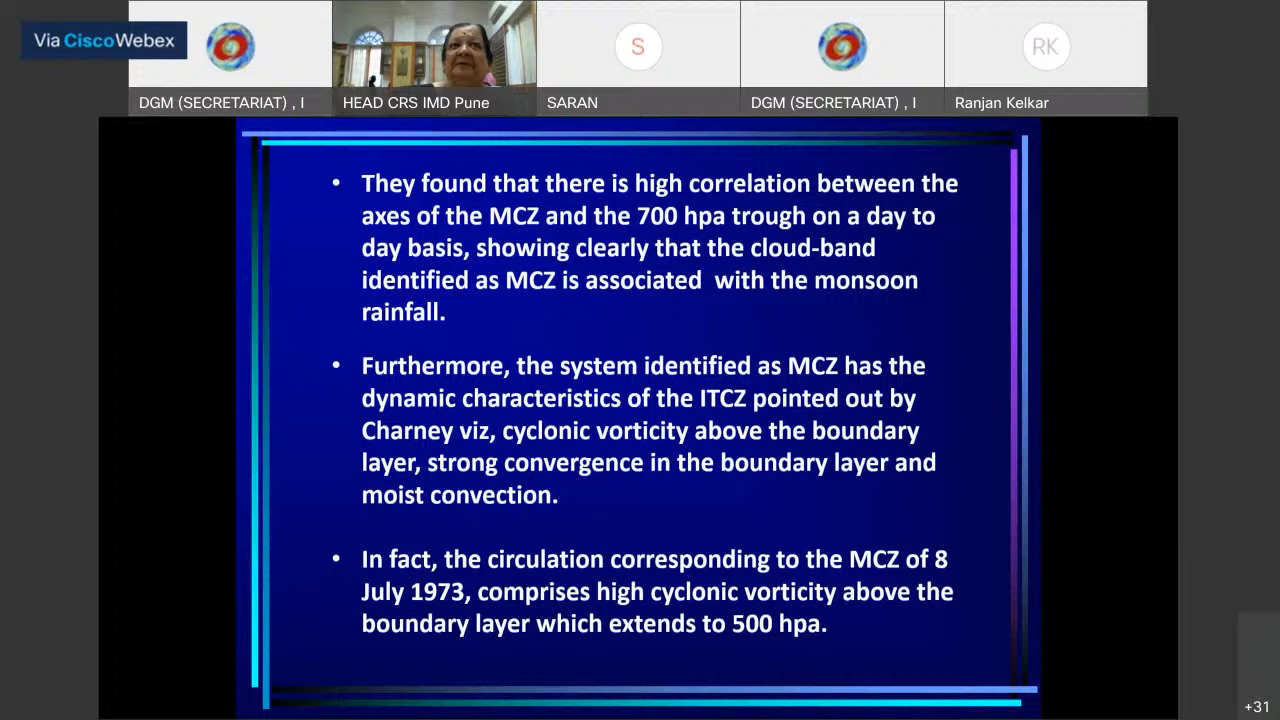 Via CiscoWebex
S
RK
DGM (SECRETARIAT) , I
HEAD CRS IMD Pune
SARAN
DGM (SECRETARIAT) , I
Ranjan Kelkar
• They found that there is high correlation between the
axes of the MCZ and the 700 hpa trough on a day to
day basis, showing clearly that the cloud-band
identified as MCZ is associated  with the monsoon
rainfall.
• Furthermore, the system identified as MCZ has the
dynamic characteristics of the ITCZ pointed out by
Charney viz, cyclonic vorticity above the boundary
layer, strong convergence in the boundary layer and
moist convection.
• In fact, the circulation corresponding to the MCZ of 8
July 1973, comprises high cyclonic vorticity above the
boundary layer which extends to 500 hpa.
+31